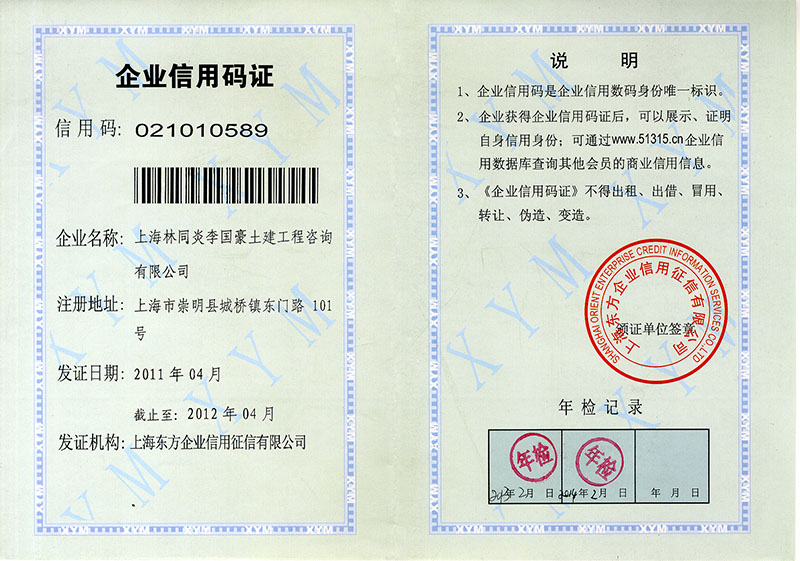 企业信用码证
信用码: 021010589
企业名称: 上海林同炎李国豪土建工程咨询
有限公司
注册地址: 上海市崇明县城桥镇东门路 101
号
发证日期: 2011 年 04 月
截止至: 2012 年 04 月
发证机构: 上海东方企业信用征信有限公司
说 明
1、企业信用码是企业信用数码身份唯一标识。
2、企业获得企业信用码证后，可以展示、证明
自身信用身份；可通过www.51315.cn企业信
用数据库查询其他会员的商业信用信息。
3、《企业信用码证》不得出租、出借、冒用、
转让、伪造、变造。
SHANGHAI ORIENT ENTERPRISE CREDIT INFORMATION SERVICES CO.,LTD
上海东方企业信用征信有限公司
颁证单位签章
年检记录
年检 年检
2013年2月 日 2014年2月 日 年 月 日
XYM